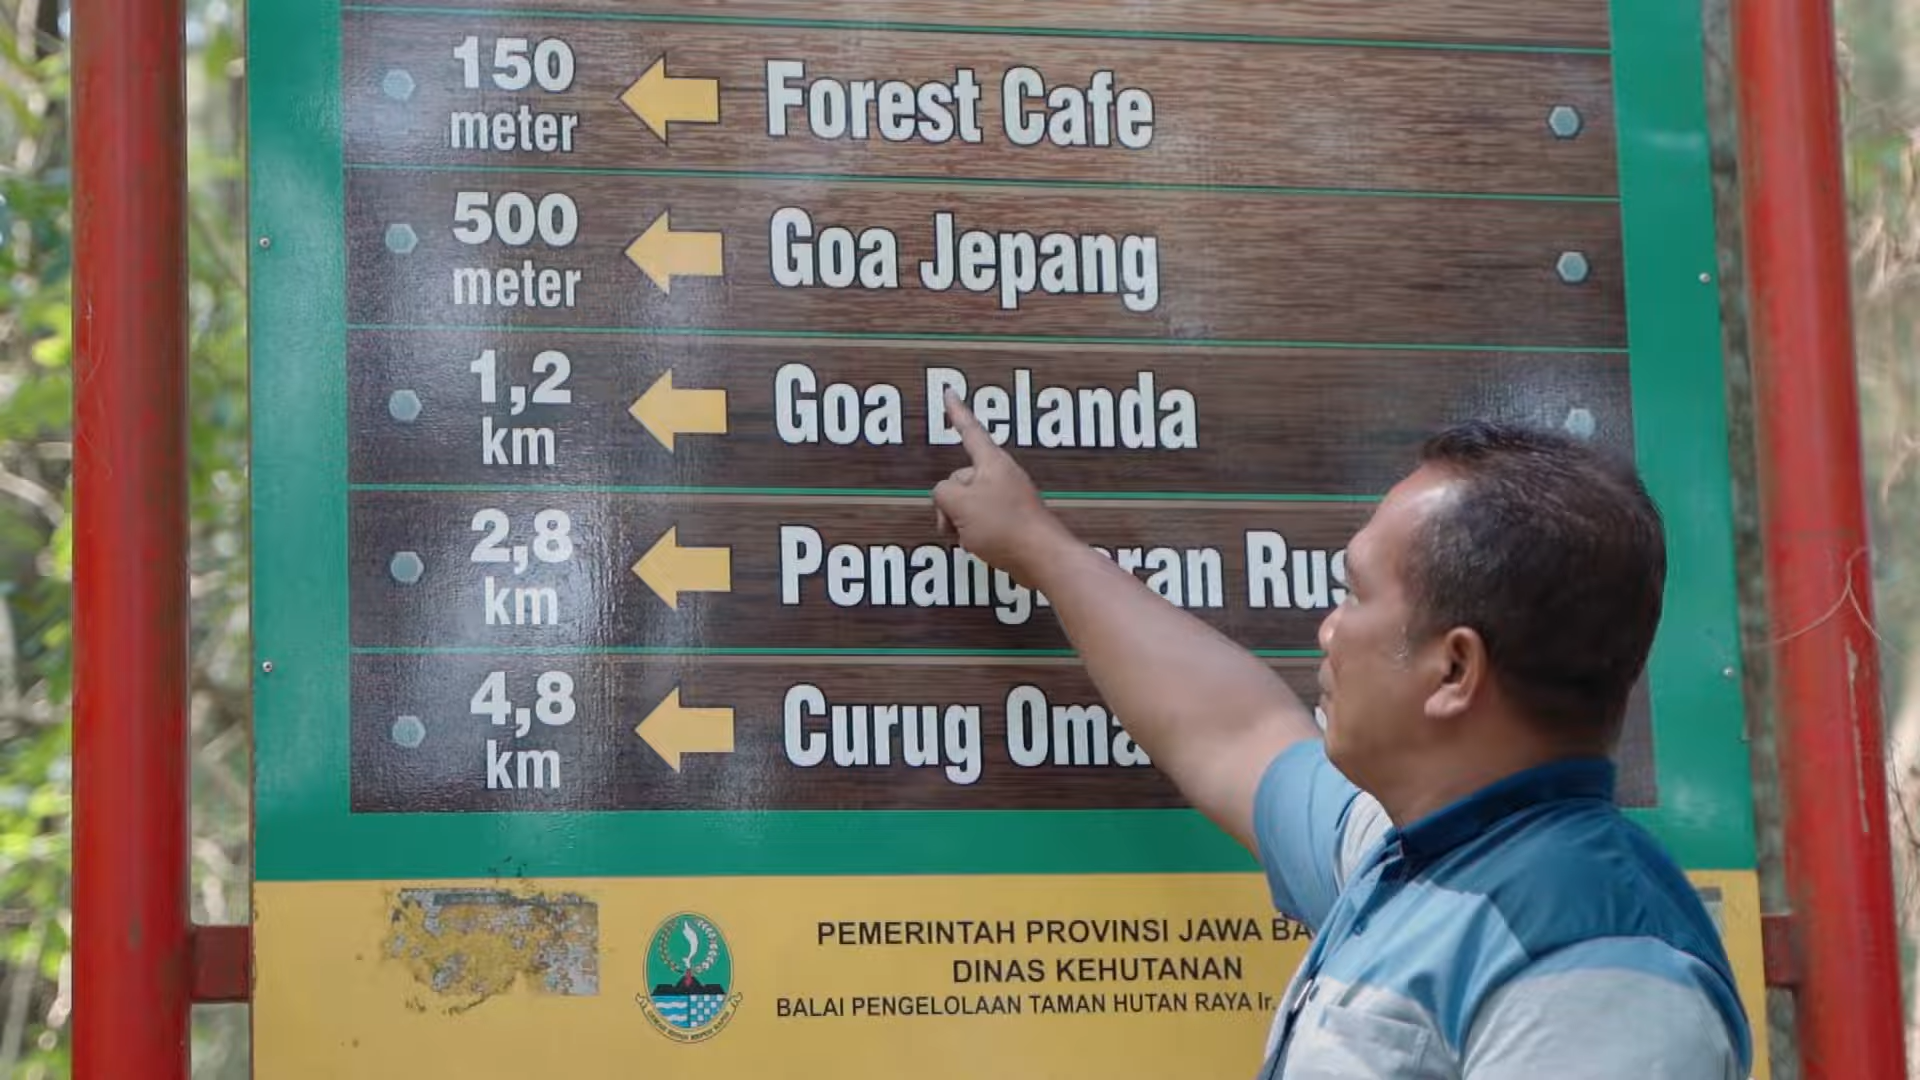 150
meter
Forest Cafe
500
meter
Goa Jepang
1,2
km
Goa Belanda
2,8
km
4,8
km
Curug
PEMERINTAH PROVINSI JAWA
DINAS KEHUTANAN
BALAI PENGELOLAAN TAMAN HUTAN RAYA Ir.